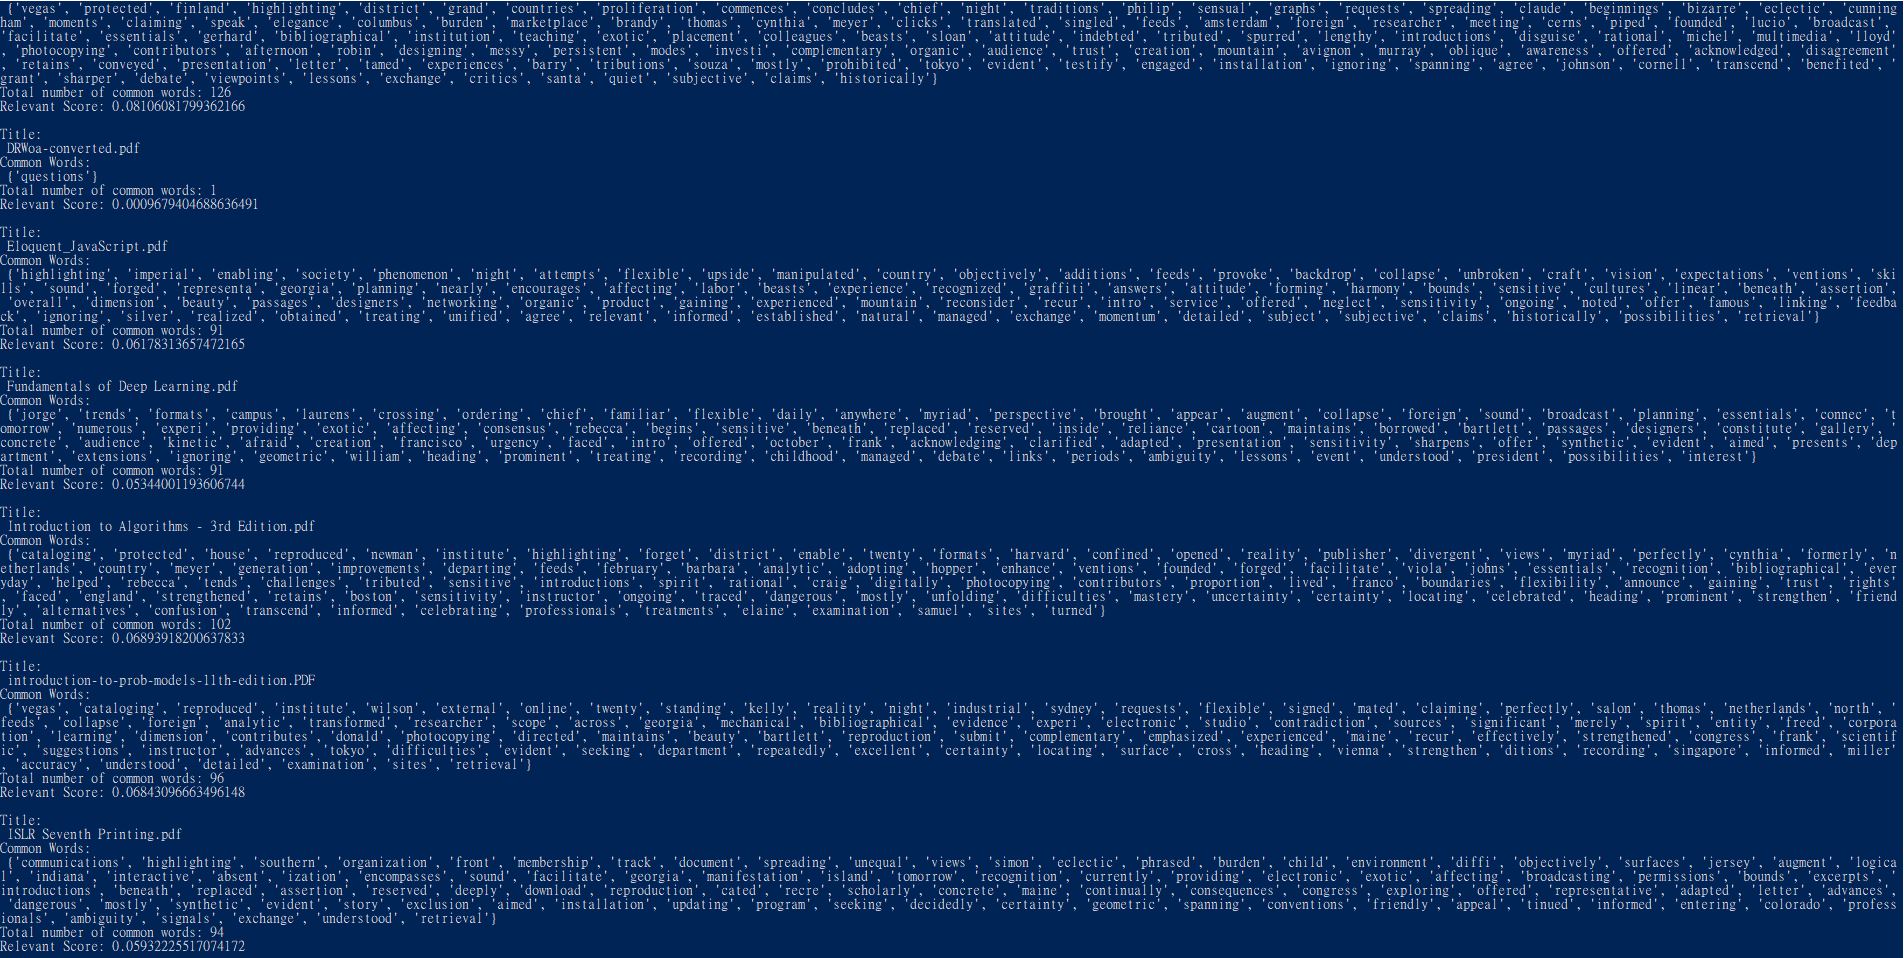 {'vegas', 'protected', 'finland', 'highlighting', 'district', 'grand', 'countries', 'proliferation', 'commences', 'concludes', 'chief', 'night', 'traditions', 'philip', 'sensual', 'graphs', 'requests', 'spreading', 'claude', 'beginnings', 'bizarre', 'eclectic', 'cunning
ham', 'moments', 'claiming', 'speak', 'elegance', 'columbus', 'burden', 'marketplace', 'brandy', 'thomas', 'cynthia', 'meyer', 'clicks', 'translated', 'singled', 'feeds', 'amsterdam', 'foreign', 'researcher', 'meeting', 'cerns', 'piped', 'founded', 'lucio', 'broadcast',
'facilitate', 'essentials', 'gerhard', 'bibliographical', 'institution', 'teaching', 'exotic', 'placement', 'colleagues', 'beasts', 'sloan', 'attitude', 'indebted', 'tributed', 'spurred', 'lengthy', 'introductions', 'disguise', 'rational', 'michel', 'multimedia', 'lloyd'
, 'photocopying', 'contributors', 'afternoon', 'robin', 'designing', 'messy', 'persistent', 'modes', 'investi', 'complementary', 'organic', 'audience', 'trust', 'creation', 'mountain', 'avignon', 'murray', 'oblique', 'awareness', 'offered', 'acknowledged', 'disagreement'
, 'retains', 'conveyed', 'presentation', 'letter', 'tamed', 'experiences', 'barry', 'tributions', 'souza', 'mostly', 'prohibited', 'tokyo', 'evident', 'testify', 'engaged', 'installation', 'ignoring', 'spanning', 'agree', 'johnson', 'cornell', 'transcend', 'benefited', '
grant', 'sharper', 'debate', 'viewpoints', 'lessons', 'exchange', 'critics', 'santa', 'quiet', 'subjective', 'claims', 'historically'}
Total number of common words: 126
Relevant Score: 0.08106081799362166
Title:
DRWoa-converted.pdf
Common Words:
{'questions'}
Total number of common words: 1
Relevant Score: 0.0009679404688636491
Title:
Eloquent_JavaScript.pdf
Common Words:
{'highlighting', 'imperial', 'enabling', 'society', 'phenomenon', 'night', 'attempts', 'flexible', 'upside', 'manipulated', 'country', 'objectively', 'additions', 'feeds', 'provoke', 'backdrop', 'collapse', 'unbroken', 'craft', 'vision', 'expectations', 'ventions', 'ski
lls', 'sound', 'forged', 'representa', 'georgia', 'planning', 'nearly', 'encourages', 'affecting', 'labor', 'beasts', 'experience', 'recognized', 'graffiti', 'answers', 'attitude', 'forming', 'harmony', 'bounds', 'sensitive', 'cultures', 'linear', 'beneath', 'assertion',
'overall', 'dimension', 'beauty', 'passages', 'designers', 'networking', 'organic', 'product', 'gaining', 'experienced', 'mountain', 'reconsider', 'recur', 'intro', 'service', 'offered', 'neglect', 'sensitivity', 'ongoing', 'noted', 'offer', 'famous', 'linking', 'feedba
ck', 'ignoring', 'silver', 'realized', 'obtained', 'treating', 'unified', 'agree', 'relevant', 'informed', 'established', 'natural', 'managed', 'exchange', 'momentum', 'detailed', 'subject', 'subjective', 'claims', 'historically', 'possibilities', 'retrieval'}
Total number of common words: 91
Relevant Score: 0.06178313657472165
Title:
Fundamentals of Deep Learning.pdf
Common Words:
{'jorge', 'trends', 'formats', 'campus', 'laurens', 'crossing', 'ordering', 'chief', 'familiar', 'flexible', 'daily', 'anywhere', 'myriad', 'perspective', 'brought', 'appear', 'augment', 'collapse', 'foreign', 'sound', 'broadcast', 'planning', 'essentials', 'connec', 't
omorrow', 'numerous', 'experi', 'providing', 'exotic', 'affecting', 'consensus', 'rebecca', 'begins', 'sensitive', 'beneath', 'replaced', 'reserved', 'inside', 'reliance', 'cartoon', 'maintains', 'borrowed', 'bartlett', 'passages', 'designers', 'constitute', 'gallery', '
concrete', 'audience', 'kinetic', 'afraid', 'creation', 'francisco', 'urgency', 'faced', 'intro', 'offered', 'october', 'frank', 'acknowledging', 'clarified', 'adapted', 'presentation', 'sensitivity', 'sharpens', 'offer', 'synthetic', 'evident', 'aimed', 'presents', 'dep
artment', 'extensions', 'ignoring', 'geometric', 'william', 'heading', 'prominent', 'treating', 'recording', 'childhood', 'managed', 'debate', 'links', 'periods', 'ambiguity', 'lessons', 'event', 'understood', 'president', 'possibilities', 'interest'}
Total number of common words: 91
Relevant Score: 0.05344001193606744
Title:
Introduction to Algorithms - 3rd Edition.pdf
Common Words:
{'cataloging', 'protected', 'house', 'reproduced', 'newman', 'institute', 'highlighting', 'forget', 'district', 'enable', 'twenty', 'formats', 'harvard', 'confined', 'opened', 'reality', 'publisher', 'divergent', 'views', 'myriad', 'perfectly', 'cynthia', 'formerly', 'n
etherlands', 'country', 'meyer', 'generation', 'improvements', 'departing', 'feeds', 'february', 'barbara', 'analytic', 'adopting', 'hopper', 'enhance', 'ventions', 'founded', 'forged', 'facilitate', 'viola', 'johns', 'essentials', 'recognition', 'bibliographical', 'ever
yday', 'helped', 'rebecca', 'tends', 'challenges', 'tributed', 'sensitive', 'introductions', 'spirit', 'rational', 'craig', 'digitally', 'photocopying', 'contributors', 'proportion', 'lived', 'franco', 'boundaries', 'flexibility', 'announce', 'gaining', 'trust', 'rights'
, 'faced', 'england', 'strengthened', 'retains', 'boston', 'sensitivity', 'instructor', 'ongoing', 'traced', 'dangerous', 'mostly', 'unfolding', 'difficulties', 'mastery', 'uncertainty', 'certainty', 'locating', 'celebrated', 'heading', 'prominent', 'strengthen', 'friend
ly', 'alternatives', 'confusion', 'transcend', 'informed', 'celebrating', 'professionals', 'treatments', 'elaine', 'examination', 'samuel', 'sites', 'turned'}
Total number of common words: 102
Relevant Score: 0.06893918200637833
Title:
introduction-to-prob-models-11th-edition.PDF
Common Words:
{'vegas', 'cataloging', 'reproduced', 'institute', 'wilson', 'external', 'online', 'twenty', 'standing', 'kelly', 'reality', 'night', 'industrial', 'sydney', 'requests', 'flexible', 'signed', 'mated', 'claiming', 'perfectly', 'salon', 'thomas', 'netherlands', 'north', '
feeds', 'collapse', 'foreign', 'analytic', 'transformed', 'researcher', 'scope', 'across', 'georgia', 'mechanical', 'bibliographical', 'evidence', 'experi', 'electronic', 'studio', 'contradiction', 'sources', 'significant', 'merely', 'spirit', 'entity', 'freed', 'corpora
tion', 'learning', 'dimension', 'contributes', 'donald', 'photocopying', 'directed', 'maintains', 'beauty', 'bartlett', 'reproduction', 'submit', 'complementary', 'emphasized', 'experienced', 'maine', 'recur', 'effectively', 'strengthened', 'congress', 'frank', 'scientif
ic', 'suggestions', 'instructor', 'advances', 'tokyo', 'difficulties', 'evident', 'seeking', 'department', 'repeatedly', 'excellent', 'certainty', 'locating', 'surface', 'cross', 'heading', 'vienna', 'strengthen', 'ditions', 'recording', 'singapore', 'informed', 'miller'
, 'accuracy', 'understood', 'detailed', 'examination', 'sites', 'retrieval'}
Total number of common words: 96
Relevant Score: 0.06843096663496148
Title:
ISLR Seventh Printing.pdf
Common Words:
{'communications', 'highlighting', 'southern', 'organization', 'front', 'membership', 'track', 'document', 'spreading', 'unequal', 'views', 'simon', 'eclectic', 'phrased', 'burden', 'child', 'environment', 'diffi', 'objectively', 'surfaces', 'jersey', 'augment', 'logica
l', 'indiana', 'interactive', 'absent', 'ization', 'encompasses', 'sound', 'facilitate', 'georgia', 'manifestation', 'island', 'tomorrow', 'recognition', 'currently', 'providing', 'electronic', 'exotic', 'affecting', 'broadcasting', 'permissions', 'bounds', 'excerpts', '
introductions', 'beneath', 'replaced', 'assertion', 'reserved', 'deeply', 'download', 'reproduction', 'cated', 'recre', 'scholarly', 'concrete', 'maine', 'continually', 'consequences', 'congress', 'exploring', 'offered', 'representative', 'adapted', 'letter', 'advances',
'dangerous', 'mostly', 'synthetic', 'evident', 'story', 'exclusion', 'aimed', 'installation', 'updating', 'program', 'seeking', 'decidedly', 'certainty', 'geometric', 'spanning', 'conventions', 'friendly', 'appeal', 'tinued', 'informed', 'entering', 'colorado', 'profess
ionals', 'ambiguity', 'signals', 'exchange', 'understood', 'retrieval'}
Total number of common words: 94
Relevant Score: 0.05932225517074172